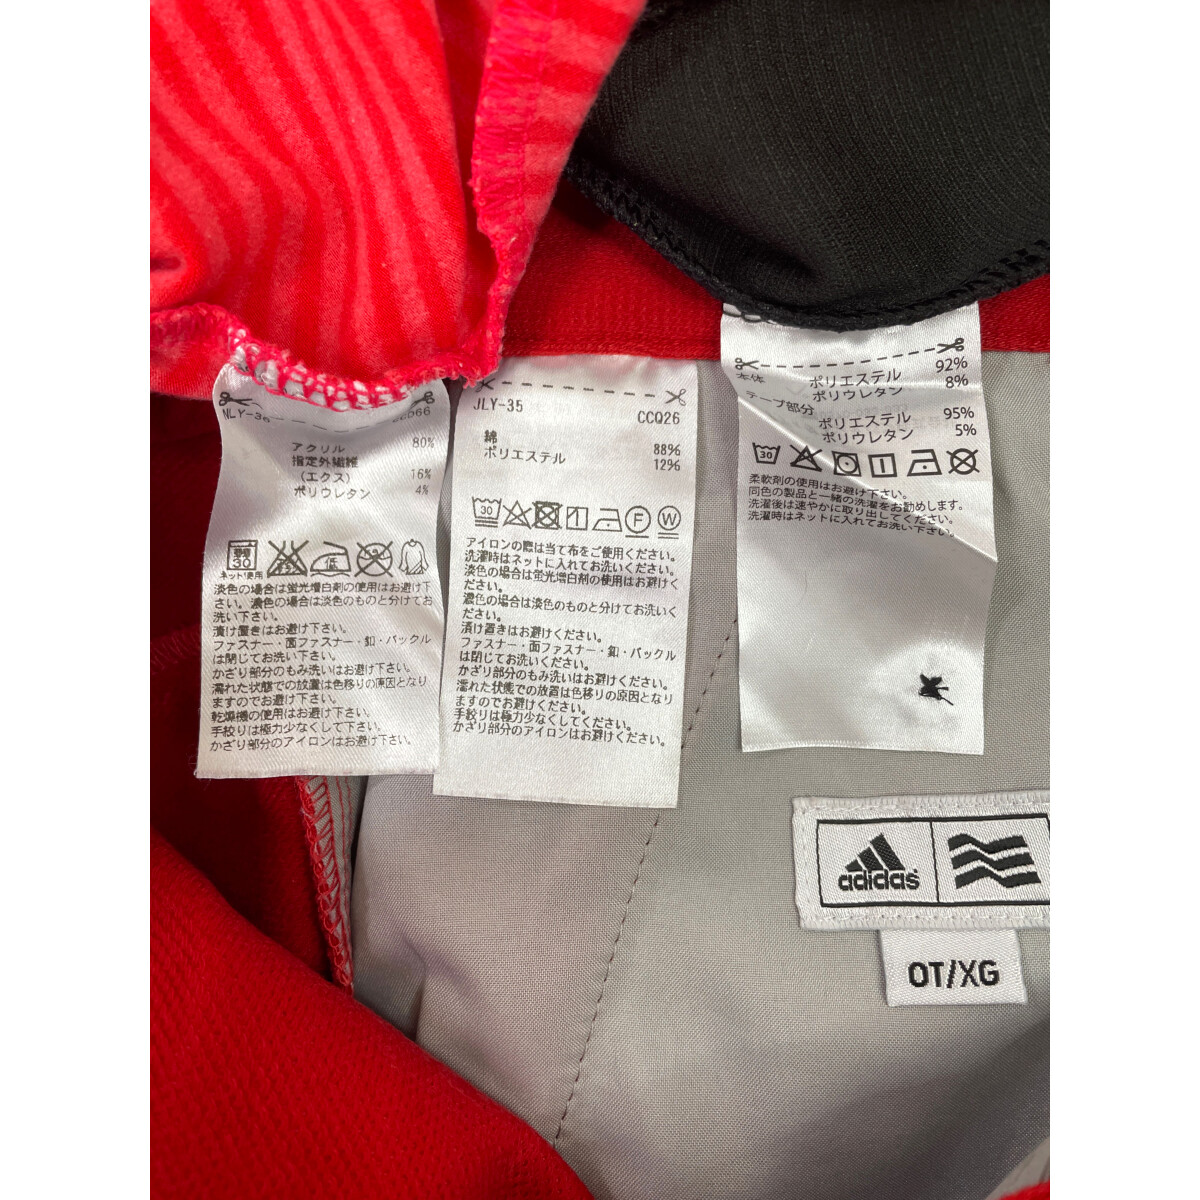 NLY-36
アクリル 80%
指定外繊維
(エクス) 16%
ポリウレタン 4%
30
ネット使用
淡色の場合は蛍光増白剤の使用はお避け下
さい。濃色の場合は淡色のものと分けてお
洗い下さい。
漬け置きはお避け下さい。
ファスナー・面ファスナー・釦・バックル
は閉じてお洗い下さい。
かざり部分のもみ洗いはお避け下さい。
濡れた状態での放置は色移りの原因となり
ますのでお避け下さい。
乾燥機の使用はお避け下さい。
手絞りは極力少なくして下さい。
かざり部分のアイロンはお避け下さい。
JLY-35 CCQ26
綿 88%
ポリエステル 12%
30 F W
アイロンの際は当て布をご使用ください。
洗濯時はネットに入れてお洗いください。
淡色の場合は蛍光増白剤の使用はお避けく
ださい。
濃色の場合は淡色のものと分けてお洗いく
ださい。
漬け置きはお避けください。
ファスナー・面ファスナー・釦・バックル
は閉じてお洗いください。
かざり部分のもみ洗いはお避けください。
濡れた状態での放置は色移りの原因となり
ますのでお避けください。
手絞りは極力少なくしてください。
かざり部分のアイロンはお避けください。
本体 ポリエステル 92%
ポリウレタン 8%
テープ部分 ポリエステル 95%
ポリウレタン 5%
30
柔軟剤の使用はお避け下さい。
同色の製品と一緒の洗濯をお勧めします。
洗濯後は速やかに取り出してください。
洗濯時はネットに入れてお洗い下さい。
adidas
OT/XG